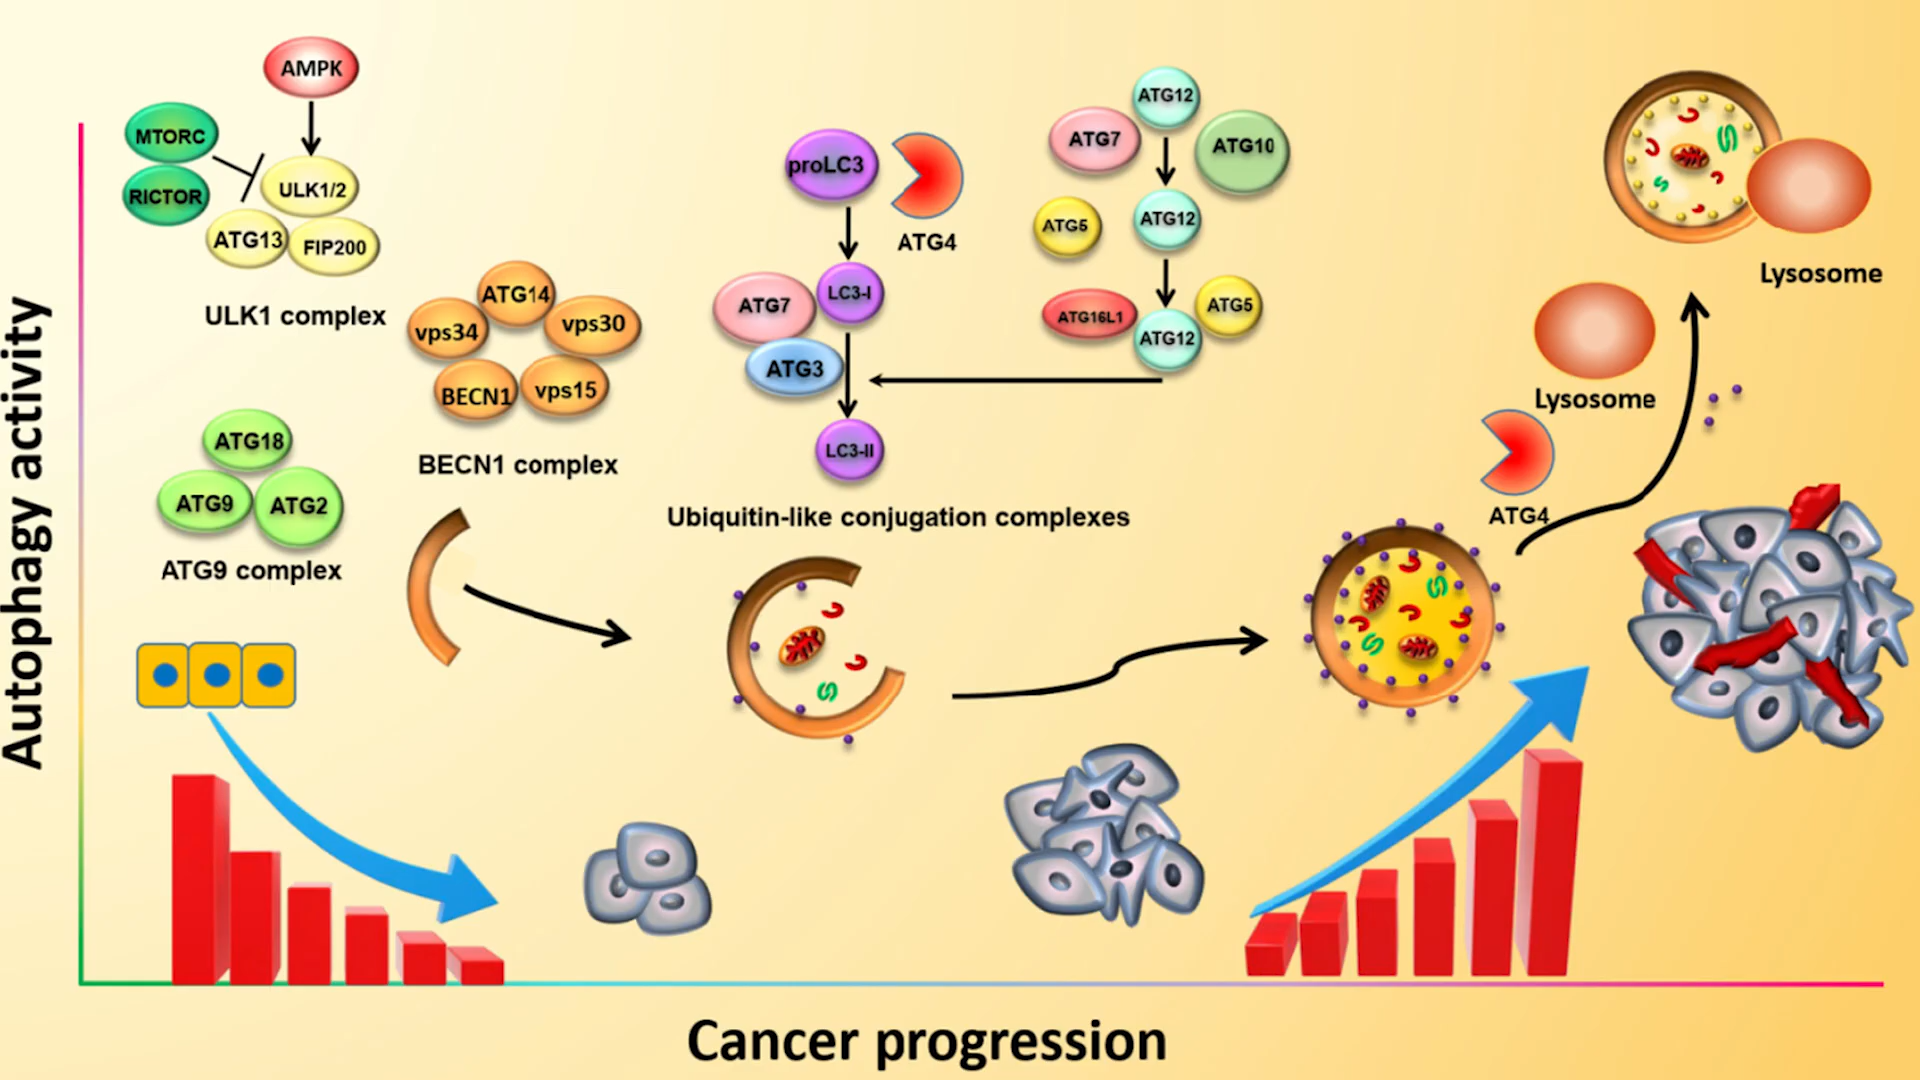 Autophagy activity
AMPK
MTORC
RICTOR
ULK1/2
ATG13
FIP200
ULK1 complex
ATG14
vps34
vps30
BECN1
vps15
BECN1 complex
ATG18
ATG9
ATG2
ATG9 complex
proLC3
ATG4
ATG7
LC3-I
ATG3
LC3-II
ATG12
ATG7
ATG10
ATG5
ATG12
ATG16L1
ATG5
ATG12
Ubiquitin-like conjugation complexes
Lysosome
Lysosome
ATG4
Cancer progression